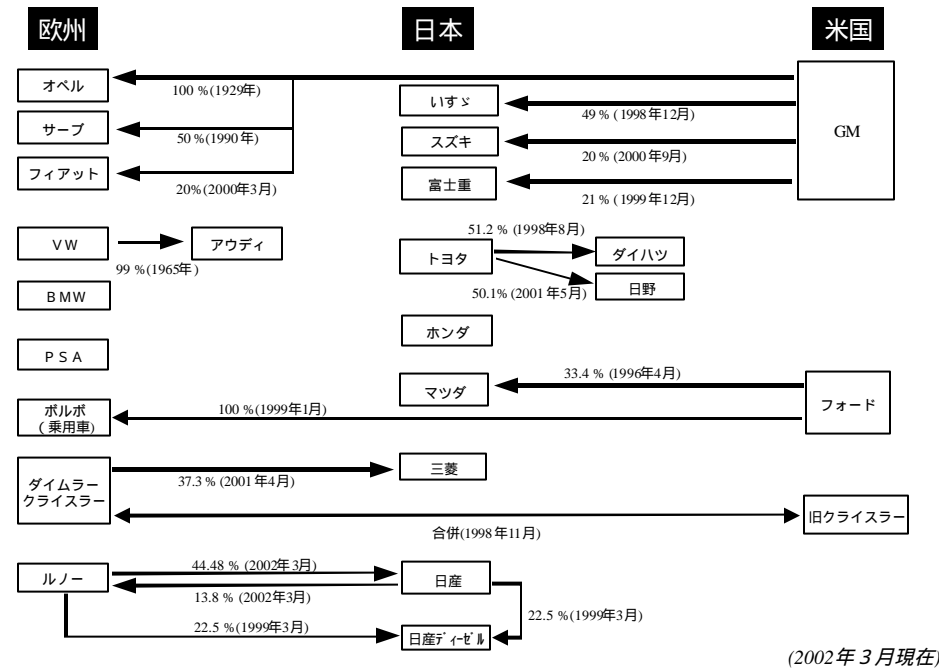 欧州
日本
米国
オペル
100 %(1929年)
いすゞ
49 % (1998年12月)
GM
サーブ
50 %(1990年)
スズキ
20 % (2000年9月)
フィアット
20%(2000年3月)
富士重
21 % (1999年12月)
VW
99 %(1965年)
アウディ
トヨタ
51.2 % (1998年8月)
ダイハツ
50.1%(2001年5月)
日野
BMW
ホンダ
PSA
マツダ
33.4 % (1996年4月)
フォード
ボルボ
(乗用車)
100 %(1999年1月)
ダイムラー
クライスラー
37.3 % (2001年4月)
三菱
合併(1998年11月)
旧クライスラー
ルノー
44.48 % (2002年3月)
13.8 % (2002年3月)
日産
22.5 %(1999年3月)
22.5 %(1999年3月)
日産ディーゼル
(2002年3月現在)